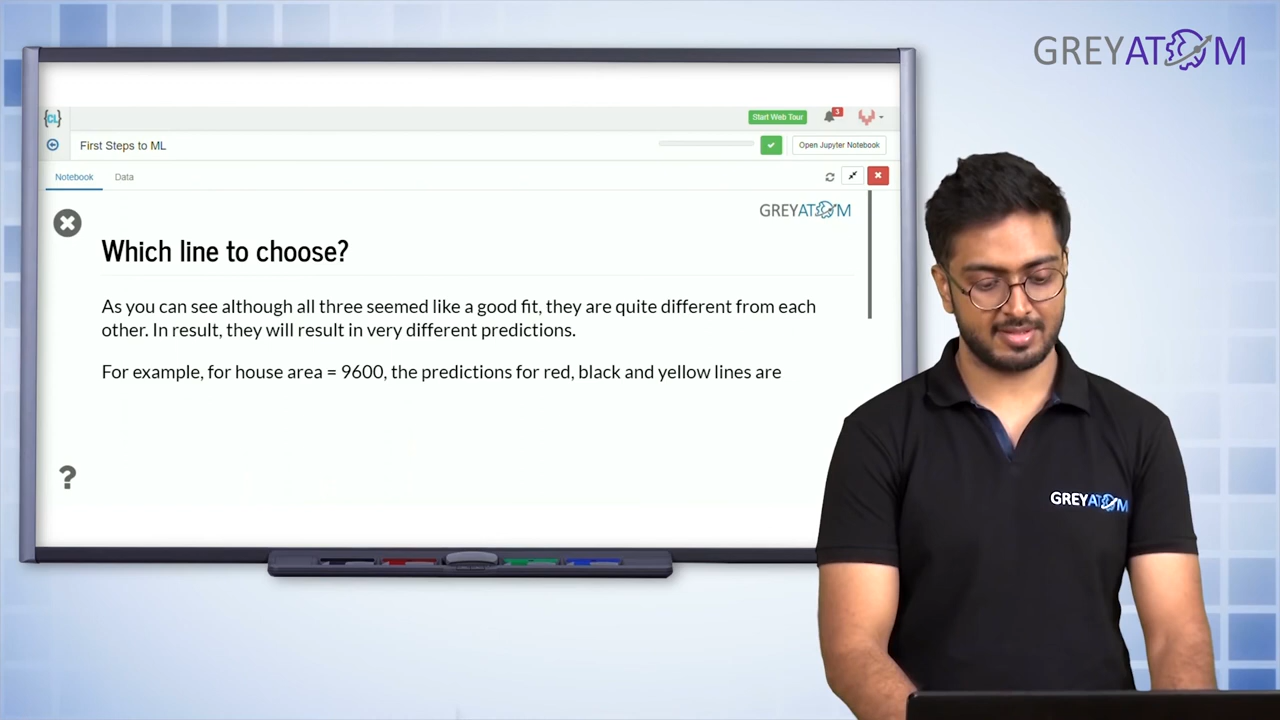 GREYATOM
{CL}
Start Web Tour
3
First Steps to ML
Open Jupyter Notebook
Notebook
Data
GREYATOM
Which line to choose?
As you can see although all three seemed like a good fit, they are quite different from each
other. In result, they will result in very different predictions.
For example, for house area = 9600, the predictions for red, black and yellow lines are
?
GREYATOM